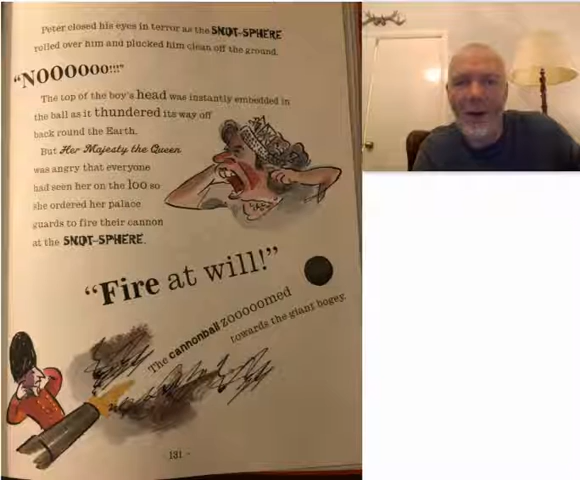 Peter closed his eyes in terror as the SNOT-SPHERE
rolled over him and plucked him clean off the ground.
"NOOOOoo!!!"
The top of the boy's head was instantly embedded in
the ball as it thundered its way off
back round the Earth.
But Her Majesty the Queen
was angry that everyone
had seen her on the loo so
she ordered her palace
guards to fire their cannon
at the SNOT-SPHERE.
"Fire at will!"
The cannonball zooooomed
towards the giant bogey.
- 131 -